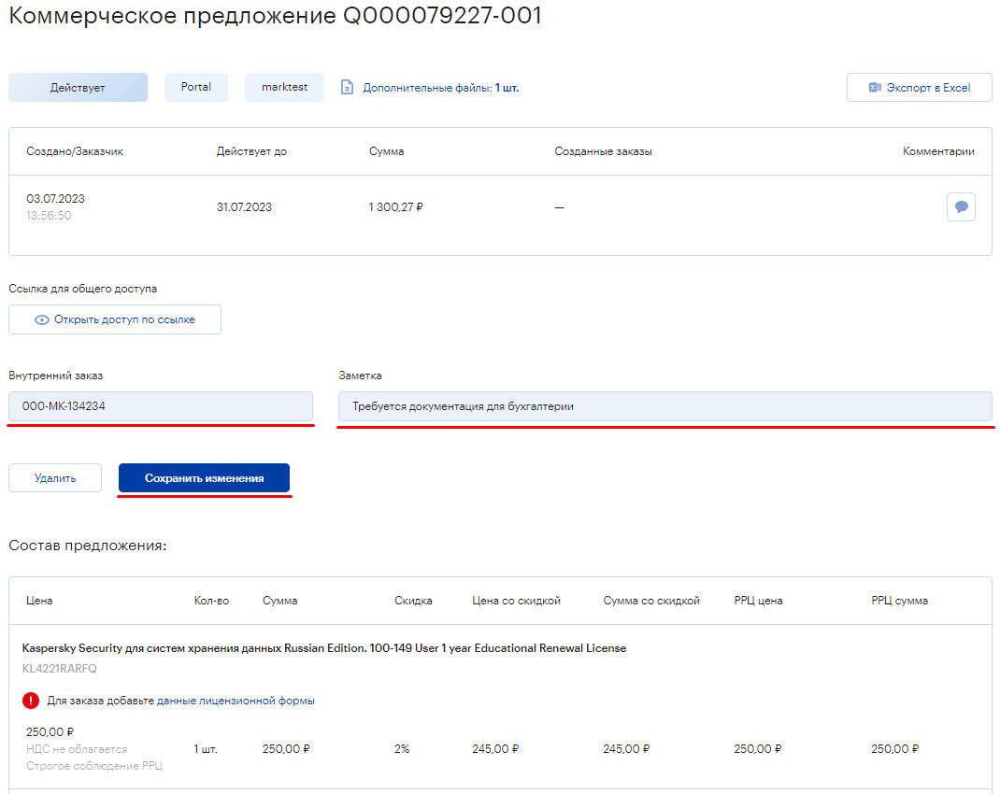 Коммерческое предложение Q000079227-001
Действует Portal marktest Дополнительные файлы: 1 шт. Экспорт в Excel
Создано/Заказчик Действует до Сумма Созданные заказы Комментарии
03.07.2023
13:56:50
31.07.2023 1 300,27 ₽ —
Ссылка для общего доступа
Открыть доступ по ссылке
Внутренний заказ Заметка
000-МК-134234 Требуется документация для бухгалтерии
Удалить Сохранить изменения
Состав предложения:
Цена Кол-во Сумма Скидка Цена со скидкой Сумма со скидкой РРЦ цена РРЦ сумма
Kaspersky Security для систем хранения данных Russian Edition. 100-149 User 1 year Educational Renewal License
KL4221RARFQ
Для заказа добавьте данные лицензионной формы
250,00 ₽
НДС не облагается
Строгое соблюдение РРЦ
1 шт. 250,00 ₽ 2% 245,00 ₽ 245,00 ₽ 250,00 ₽ 250,00 ₽